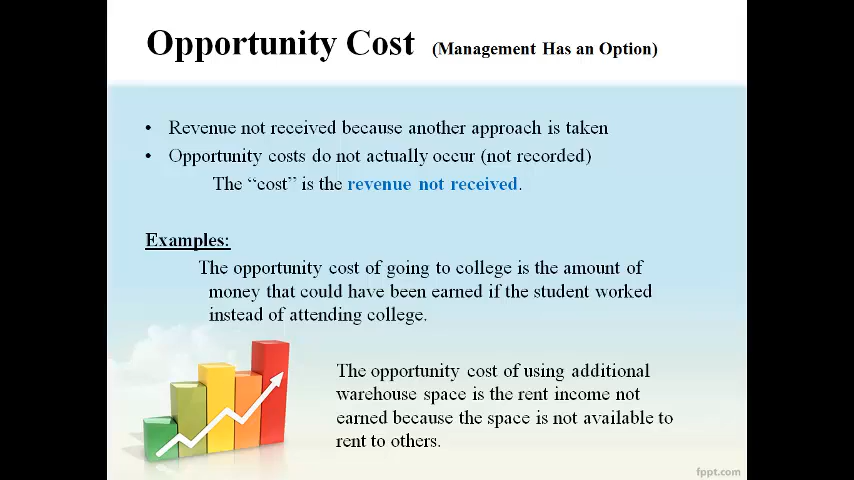 Opportunity Cost (Management Has an Option)
• Revenue not received because another approach is taken
• Opportunity costs do not actually occur (not recorded)
The “cost” is the revenue not received.
Examples:
The opportunity cost of going to college is the amount of
money that could have been earned if the student worked
instead of attending college.
The opportunity cost of using additional
warehouse space is the rent income not
earned because the space is not available to
rent to others.
fppt.com